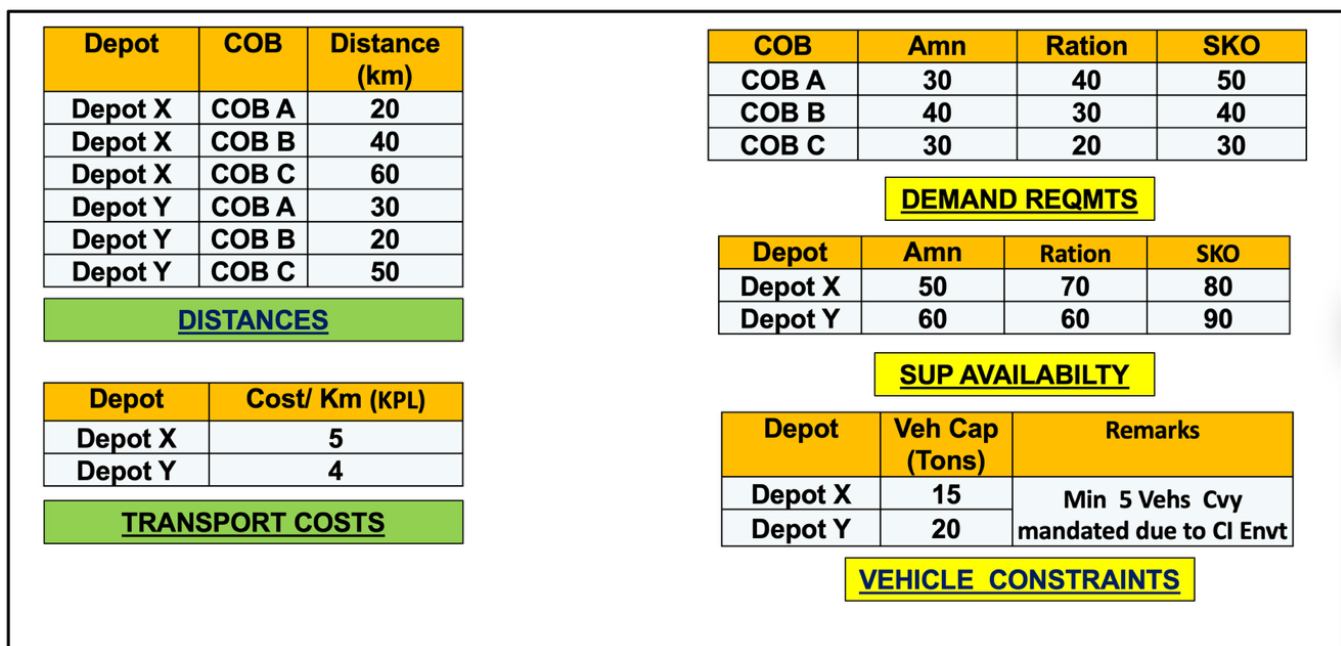 Depot COB Distance (km)
Depot X COB A 20
Depot X COB B 40
Depot X COB C 60
Depot Y COB A 30
Depot Y COB B 20
Depot Y COB C 50
DISTANCES
Depot Cost/ Km (KPL)
Depot X 5
Depot Y 4
TRANSPORT COSTS
COB Amn Ration SKO
COB A 30 40 50
COB B 40 30 40
COB C 30 20 30
DEMAND REQMTS
Depot Amn Ration SKO
Depot X 50 70 80
Depot Y 60 60 90
SUP AVAILABILTY
Depot Veh Cap (Tons) Remarks
Depot X 15 Min 5 Vehs Cvy
Depot Y 20 mandated due to CI Envt
VEHICLE CONSTRAINTS